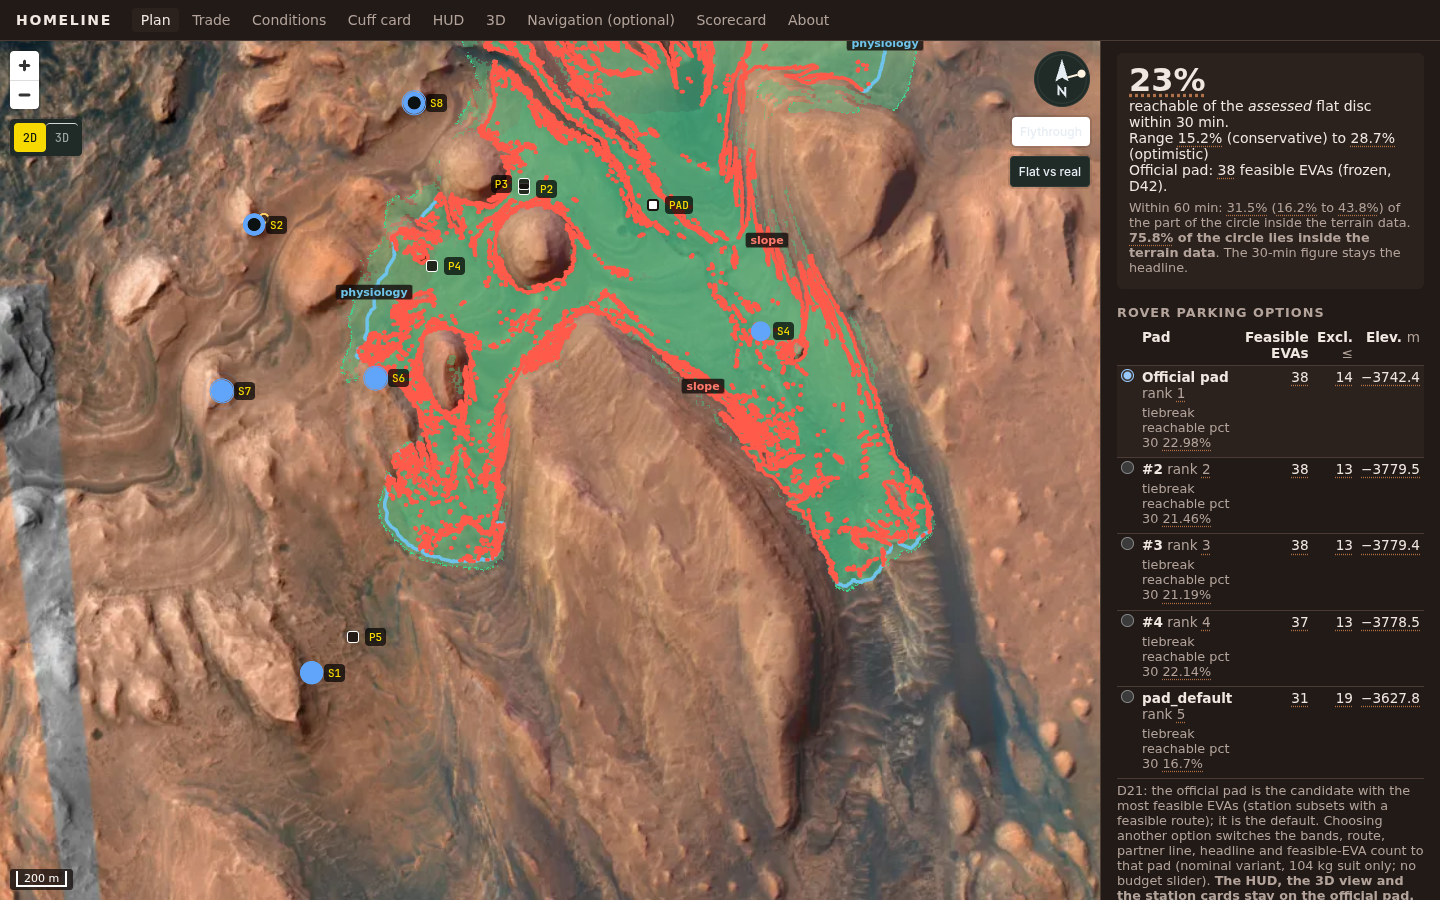 HOMELINE
Plan
Trade
Conditions
Cuff card
HUD
3D
Navigation (optional)
Scorecard
About
+
−
2D
3D
physiology
N
Flythrough
Flat vs real
S8
P3
P2
PAD
S2
slope
P4
physiology
S4
S6
slope
S7
P5
S1
200 m
23%
reachable of the assessed flat disc
within 30 min.
Range 15.2% (conservative) to 28.7%
(optimistic)
Official pad: 38 feasible EVAs (frozen,
D42).
Within 60 min: 31.5% (16.2% to 43.8%) of
the part of the circle inside the terrain data.
75.8% of the circle lies inside the
terrain data. The 30-min figure stays the
headline.
ROVER PARKING OPTIONS
Pad Feasible EVAs Excl. ≤ Elev. m
Official pad 38 14 −3742.4
rank 1
tiebreak
reachable pct
30 22.98%
#2 rank 2 38 13 −3779.5
tiebreak
reachable pct
30 21.46%
#3 rank 3 38 13 −3779.4
tiebreak
reachable pct
30 21.19%
#4 rank 4 37 13 −3778.5
tiebreak
reachable pct
30 22.14%
pad_default 31 19 −3627.8
rank 5
tiebreak
reachable pct
30 16.7%
D21: the official pad is the candidate with the
most feasible EVAs (station subsets with a
feasible route); it is the default. Choosing
another option switches the bands, route,
partner line, headline and feasible-EVA count to
that pad (nominal variant, 104 kg suit only; no
budget slider). The HUD, the 3D view and
the station cards stay on the official pad.